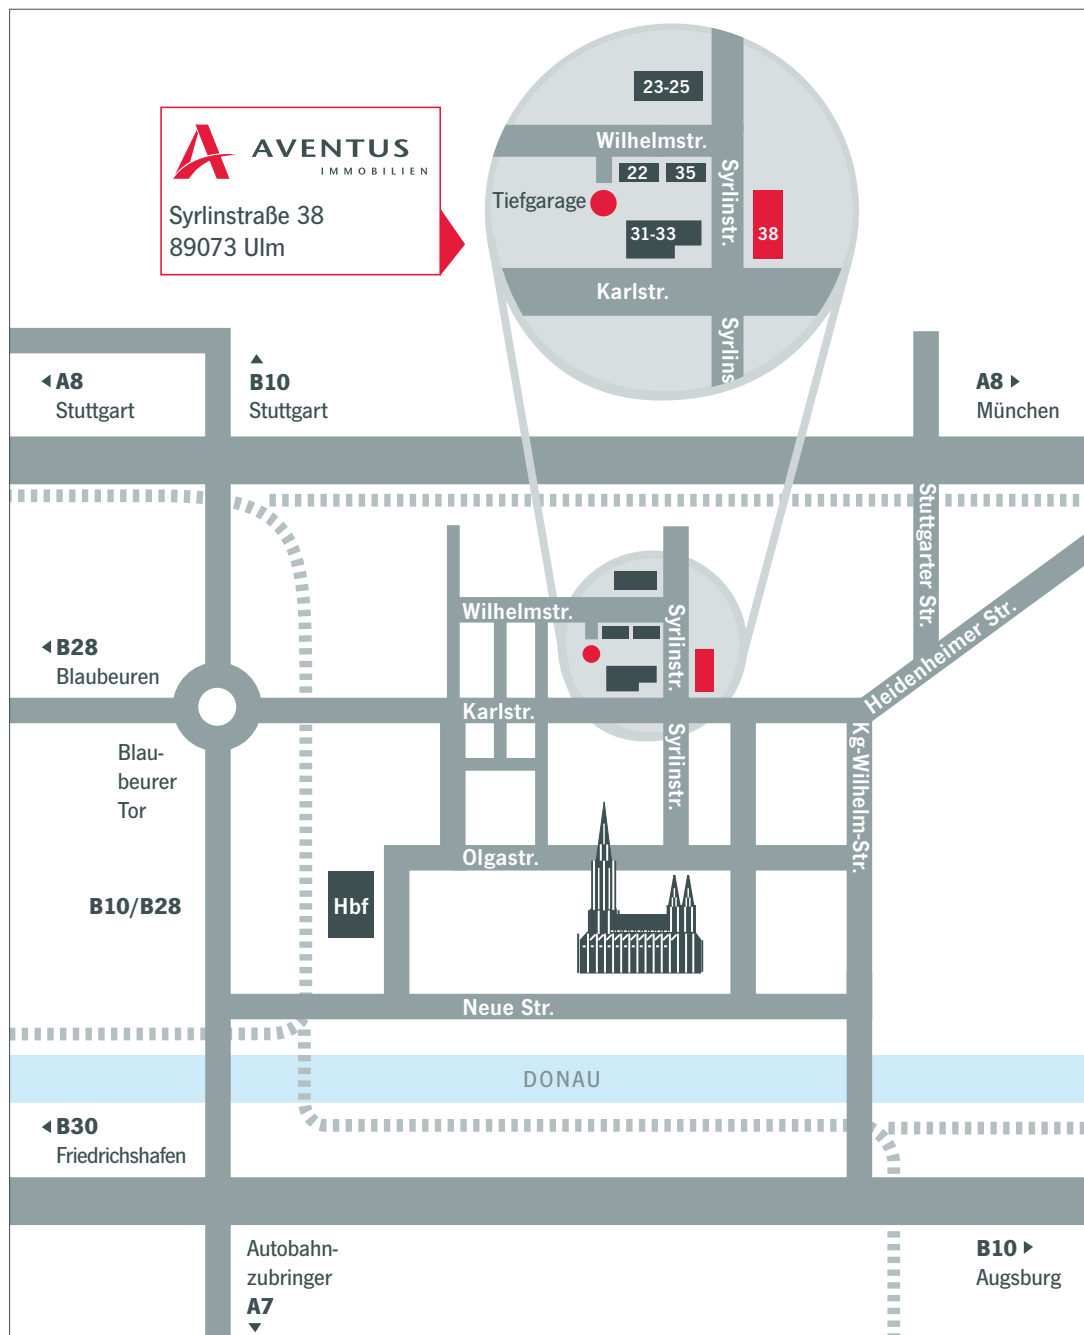 AVENTUS
IMMOBILIEN
Syrlinstraße 38
89073 Ulm
23-25
Wilhelmstr.
22
35
Syrlinstr.
Tiefgarage
31-33
38
Karlstr.
Syrlins
A8
Stuttgart
B10
Stuttgart
A8
München
Stuttgarter Str.
Wilhelmstr.
Syrlinstr.
Heidenheimer Str.
B28
Blaubeuren
Karlstr.
Syrlinstr.
Kg-Wilhelm-Str.
Blau-
beurer
Tor
Olgastr.
B10/B28
Hbf
Neue Str.
DONAU
B30
Friedrichshafen
Autobahn-
zubringer
A7
B10
Augsburg